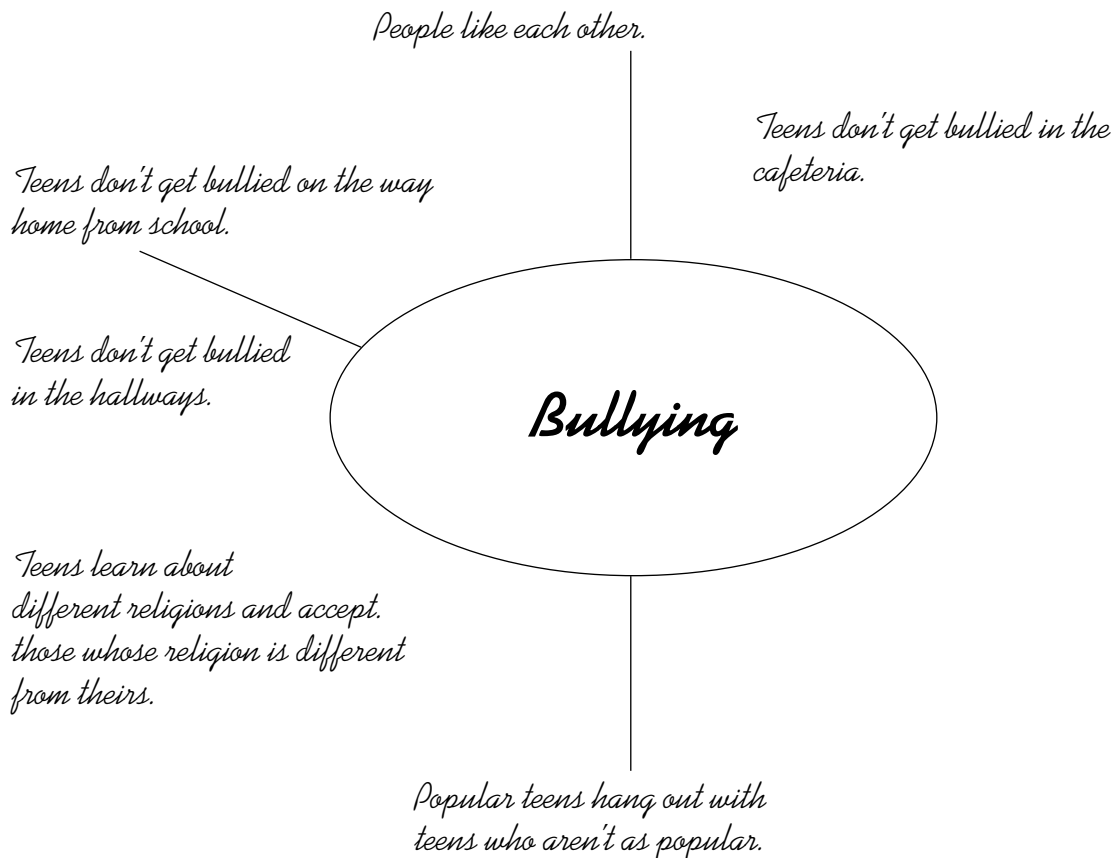 People like each other.
Teens don't get bullied in the
cafeteria.
Teens don't get bullied on the way
home from school.
Teens don't get bullied
in the hallways.
Bullying
Teens learn about
different religions and accept.
those whose religion is different
from theirs.
Popular teens hang out with
teens who aren't as popular.